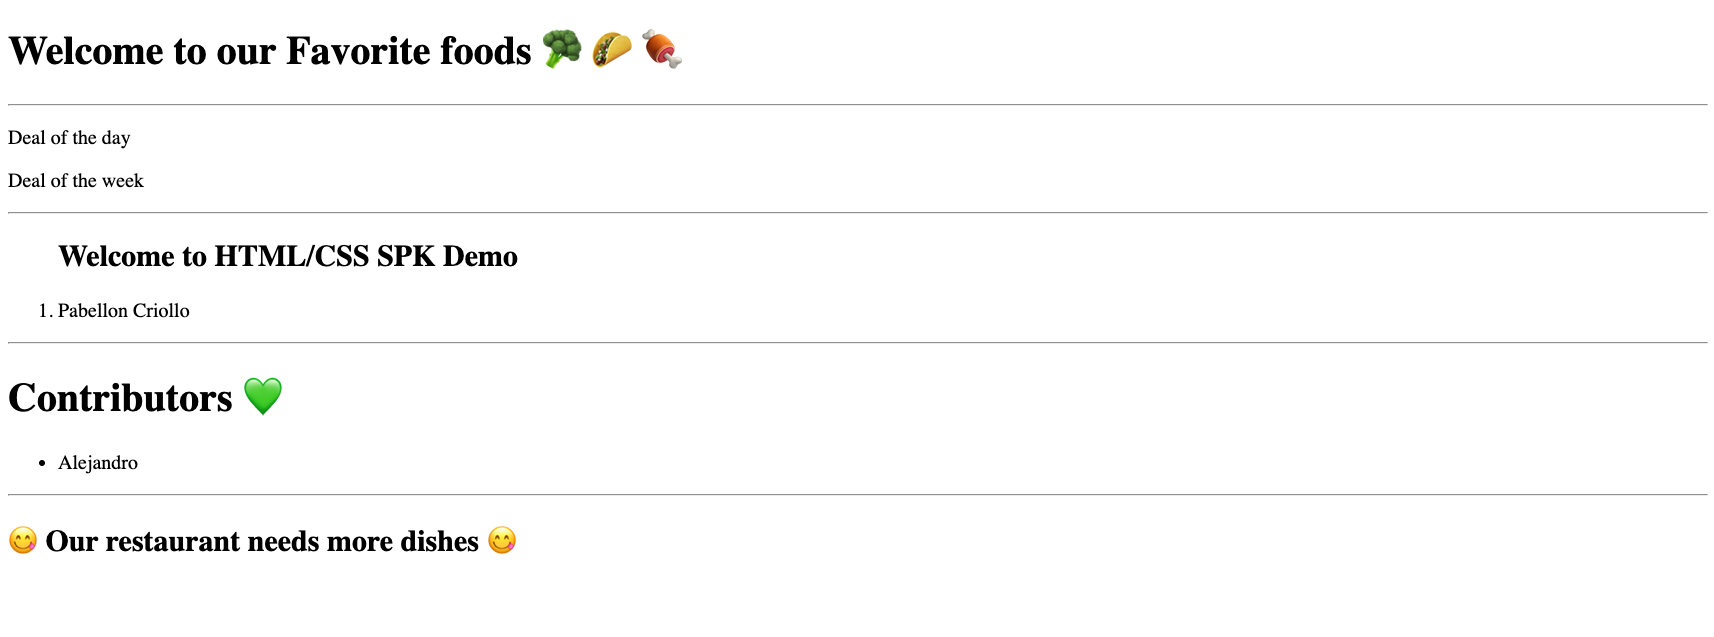 Welcome to our Favorite foods 🥦 🌮 🍖
Deal of the day
Deal of the week
Welcome to HTML/CSS SPK Demo
1. Pabellon Criollo
Contributors 💚
• Alejandro
😋 Our restaurant needs more dishes 😋